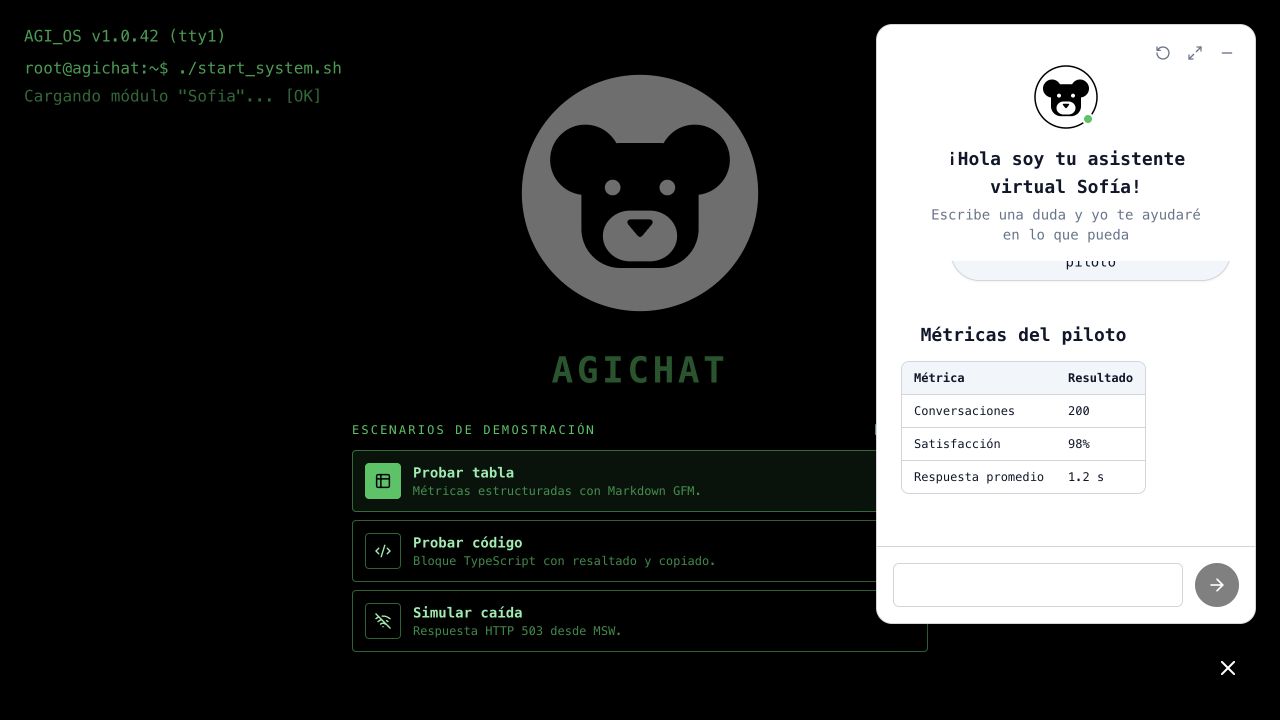 AGI_OS v1.0.42 (tty1)
root@agichat:~$ ./start_system.sh
Cargando módulo "Sofia"... [OK]
AGICHAT
ESCENARIOS DE DEMOSTRACIÓN
Probar tabla
Métricas estructuradas con Markdown GFM.
Probar código
Bloque TypeScript con resaltado y copiado.
Simular caída
Respuesta HTTP 503 desde MSW.
¡Hola soy tu asistente
virtual Sofía!
Escribe una duda y yo te ayudaré
en lo que pueda
piloto
Métricas del piloto
Métrica Resultado
Conversaciones 200
Satisfacción 98%
Respuesta promedio 1.2 s